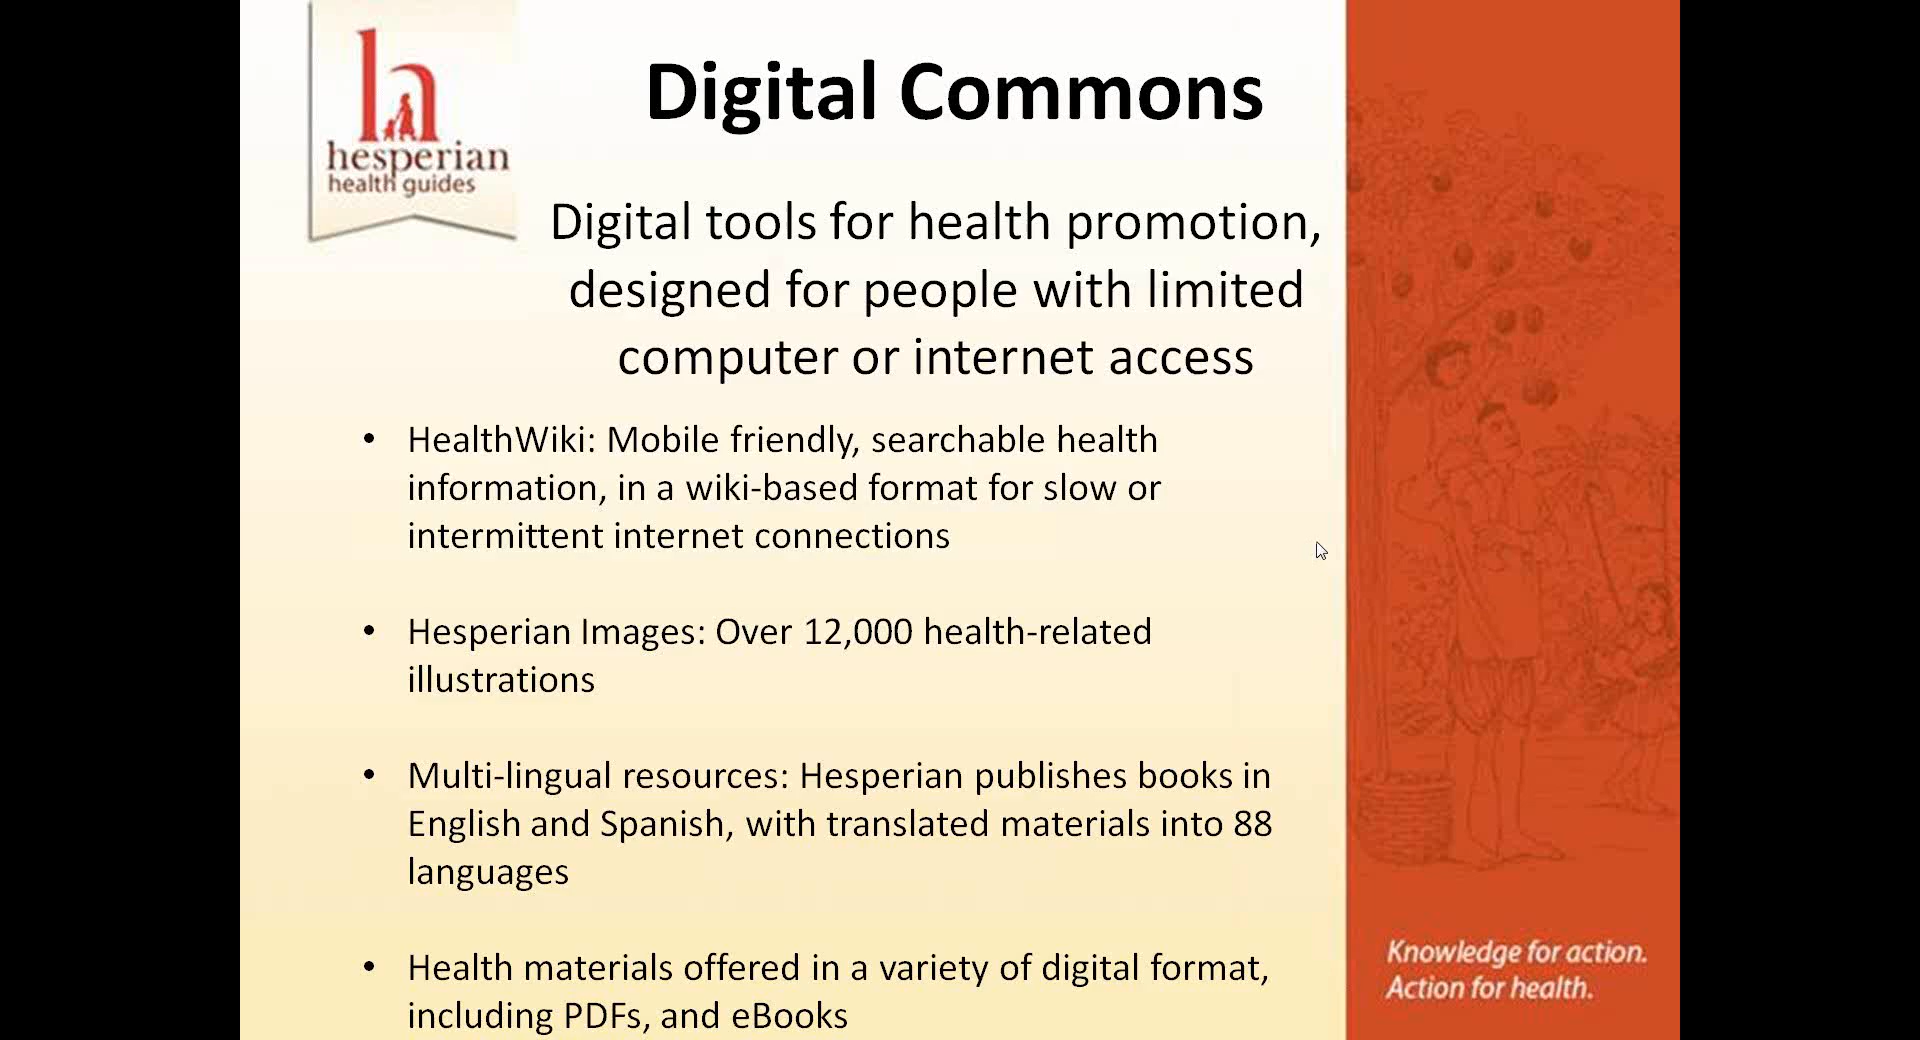 hesperian
health guides
Digital Commons
Digital tools for health promotion,
designed for people with limited
computer or internet access
• HealthWiki: Mobile friendly, searchable health
information, in a wiki-based format for slow or
intermittent internet connections
• Hesperian Images: Over 12,000 health-related
illustrations
• Multi-lingual resources: Hesperian publishes books in
English and Spanish, with translated materials into 88
languages
• Health materials offered in a variety of digital format,
including PDFs, and eBooks
Knowledge for action.
Action for health.